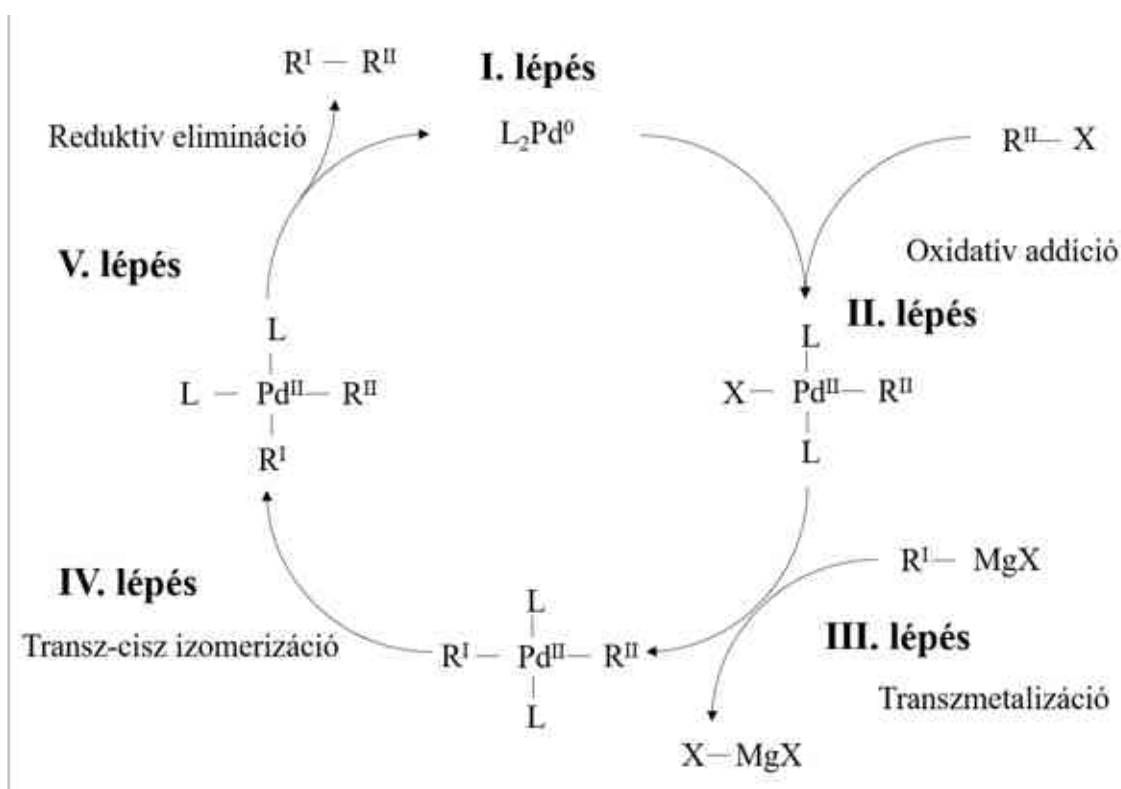 Rᴵ — Rᴵᴵ
I. lépés
Reduktív elimináció
L₂Pd⁰
Rᴵᴵ — X
V. lépés
Oxidatív addíció
II. lépés
L
L — Pdᴵᴵ — Rᴵᴵ
Rᴵ
L
X — Pdᴵᴵ — Rᴵᴵ
L
IV. lépés
Transz-cisz izomerizáció
L
Rᴵ — Pdᴵᴵ — Rᴵᴵ
L
Rᴵ — MgX
III. lépés
Transzmetalizáció
X — MgX